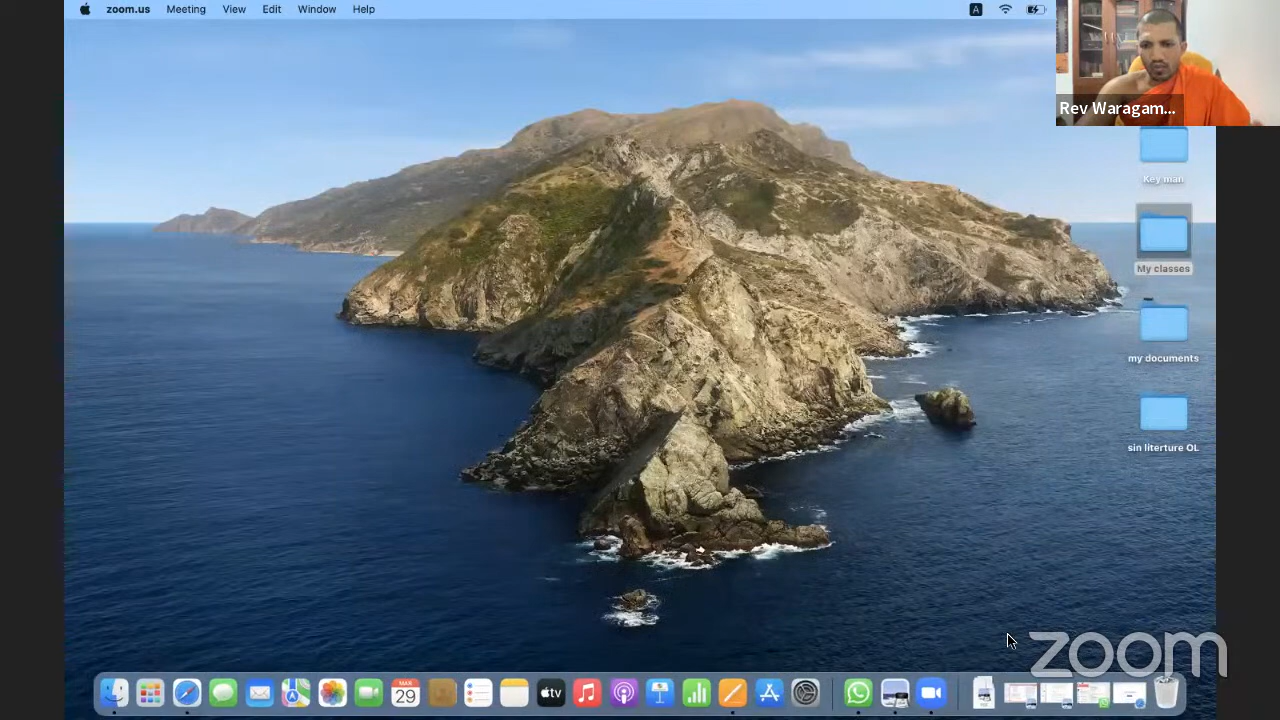 zoom.us Meeting View Edit Window Help
A
Rev Waragam...
Key man
My classes
my documents
sin literture OL
zoom
MAR
29
tv